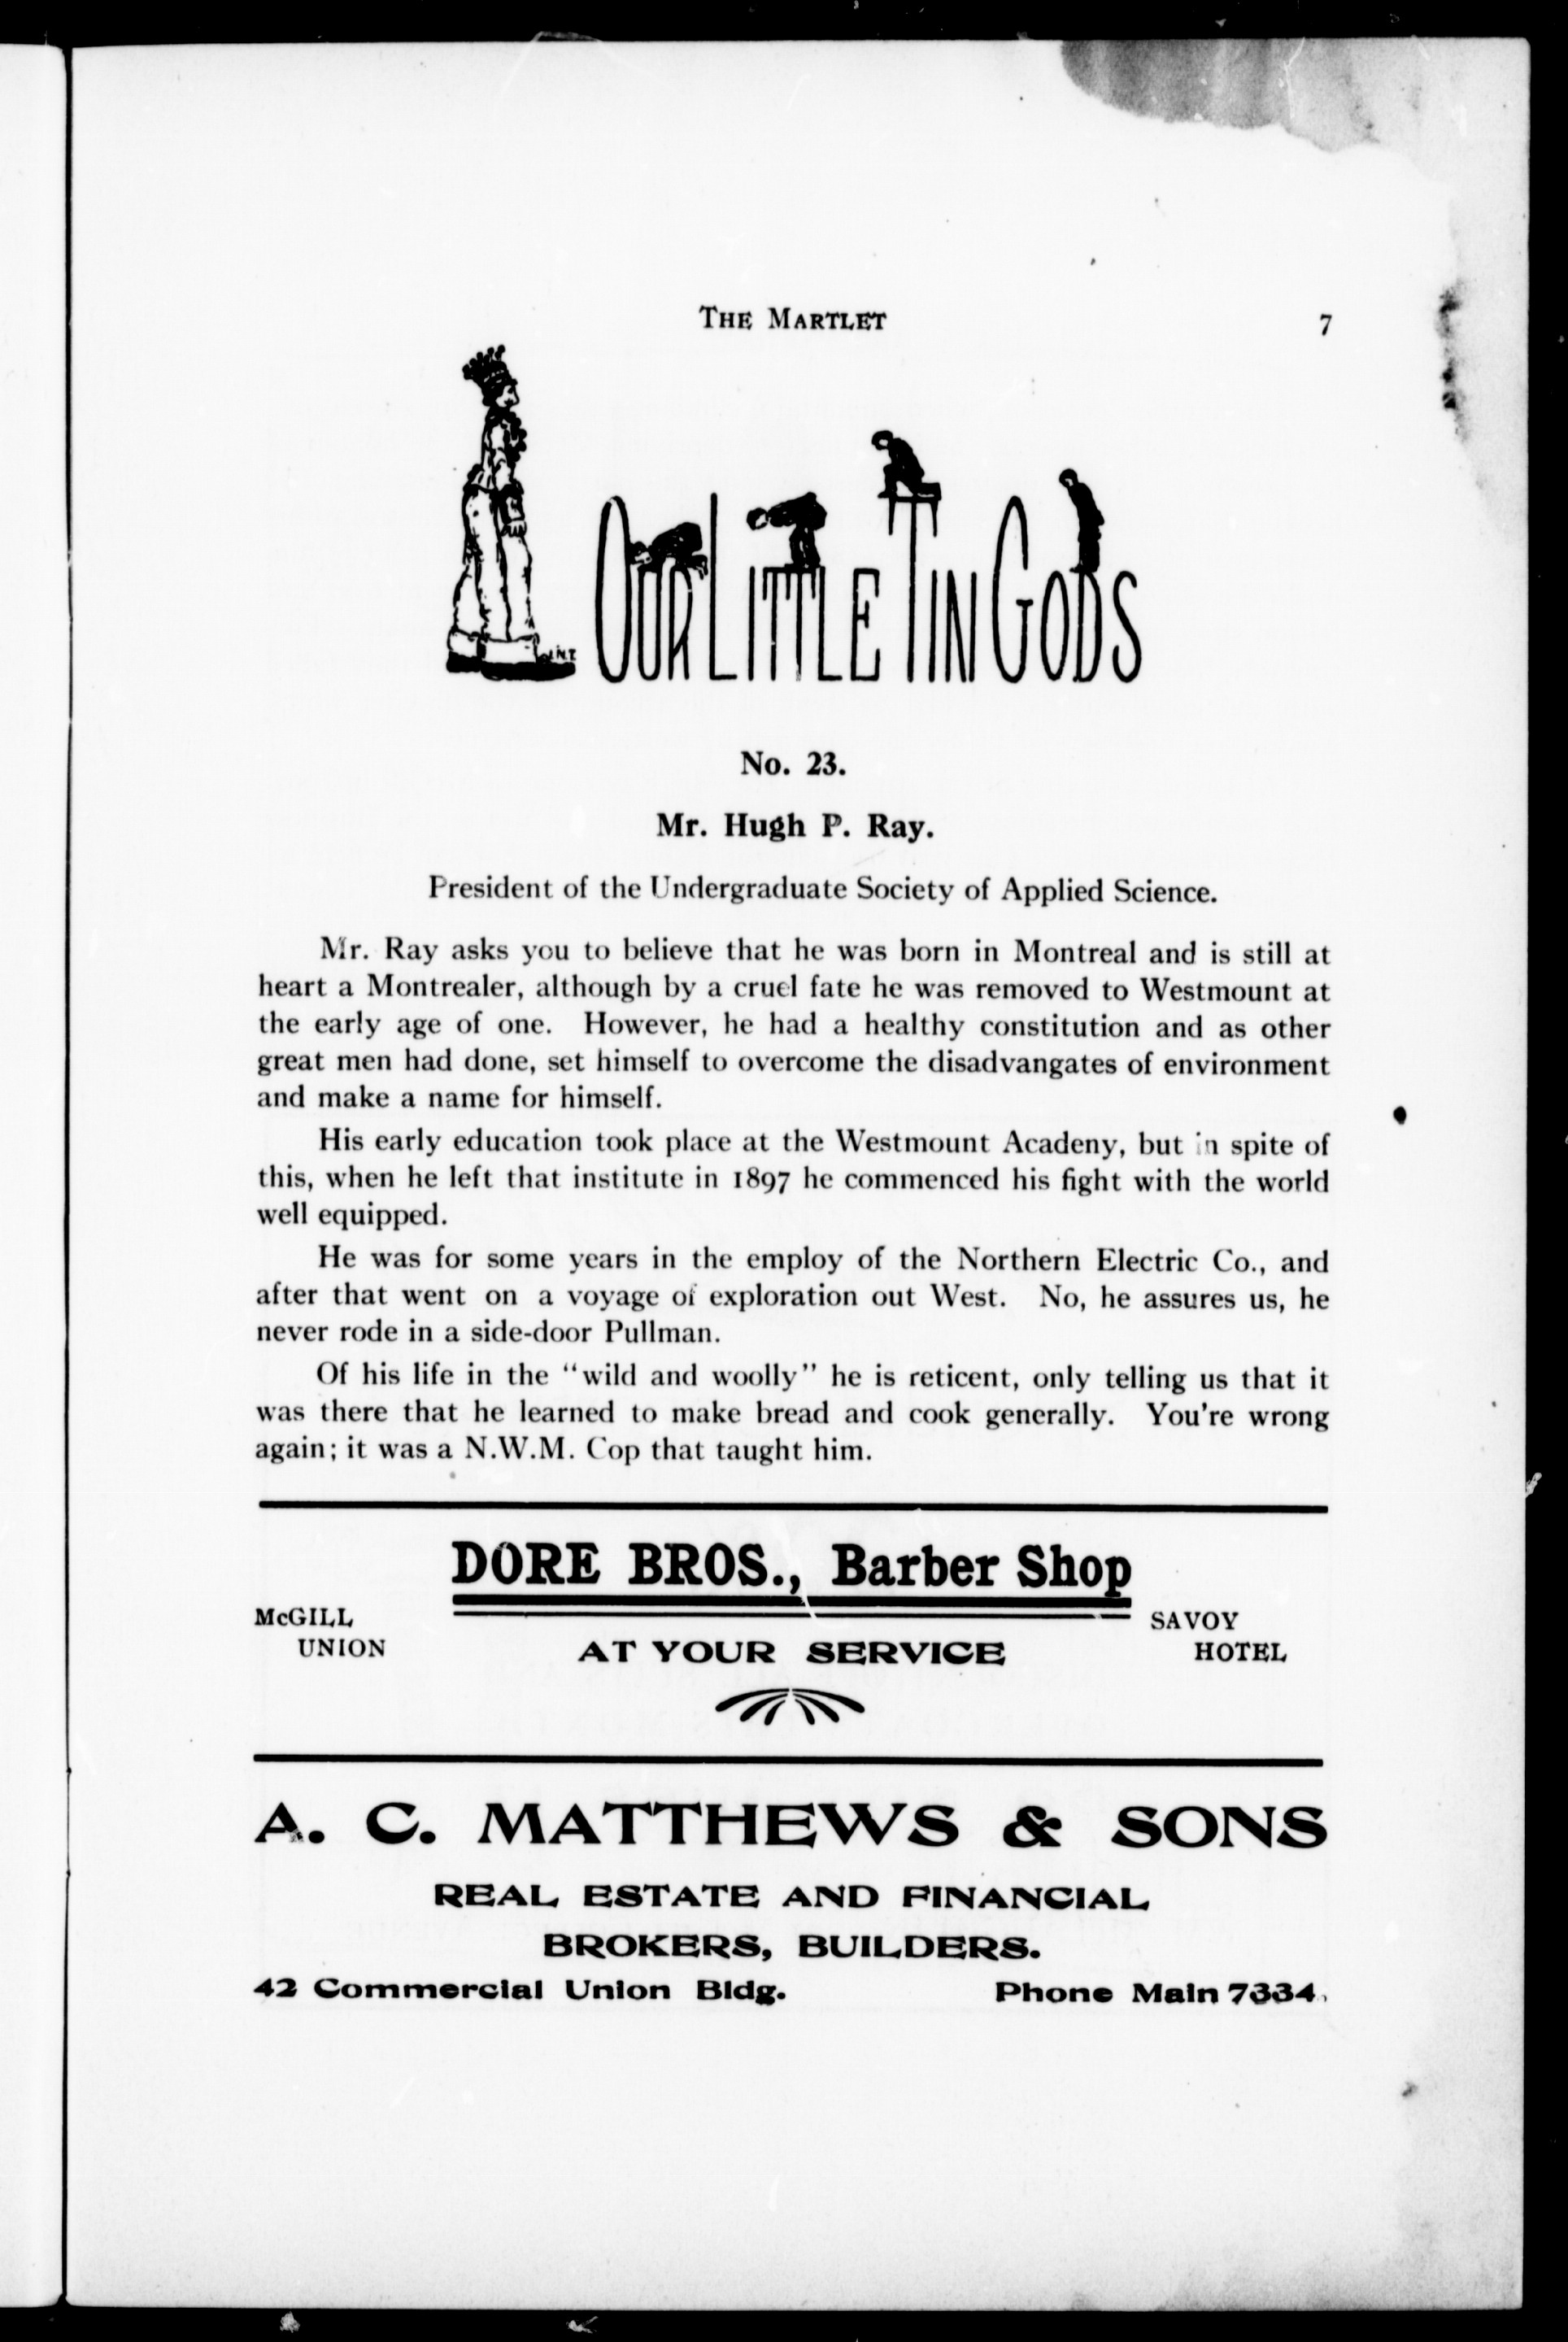 THE MARTLET 7
OUR LITTLE TIN GODS
No. 23.
Mr. Hugh P. Ray.
President of the Undergraduate Society of Applied Science.
Mr. Ray asks you to believe that he was born in Montreal and is still at
heart a Montrealer, although by a cruel fate he was removed to Westmount at
the early age of one. However, he had a healthy constitution and as other
great men had done, set himself to overcome the disadvangates of environment
and make a name for himself.
His early education took place at the Westmount Acadeny, but in spite of
this, when he left that institute in 1897 he commenced his fight with the world
well equipped.
He was for some years in the employ of the Northern Electric Co., and
after that went on a voyage of exploration out West. No, he assures us, he
never rode in a side-door Pullman.
Of his life in the "wild and woolly" he is reticent, only telling us that it
was there that he learned to make bread and cook generally. You're wrong
again; it was a N.W.M. Cop that taught him.
DORE BROS., Barber Shop
McGILL
UNION
AT YOUR SERVICE
SAVOY
HOTEL
A. C. MATTHEWS & SONS
REAL ESTATE AND FINANCIAL
BROKERS, BUILDERS.
42 Commercial Union Bldg. Phone Main 7334.